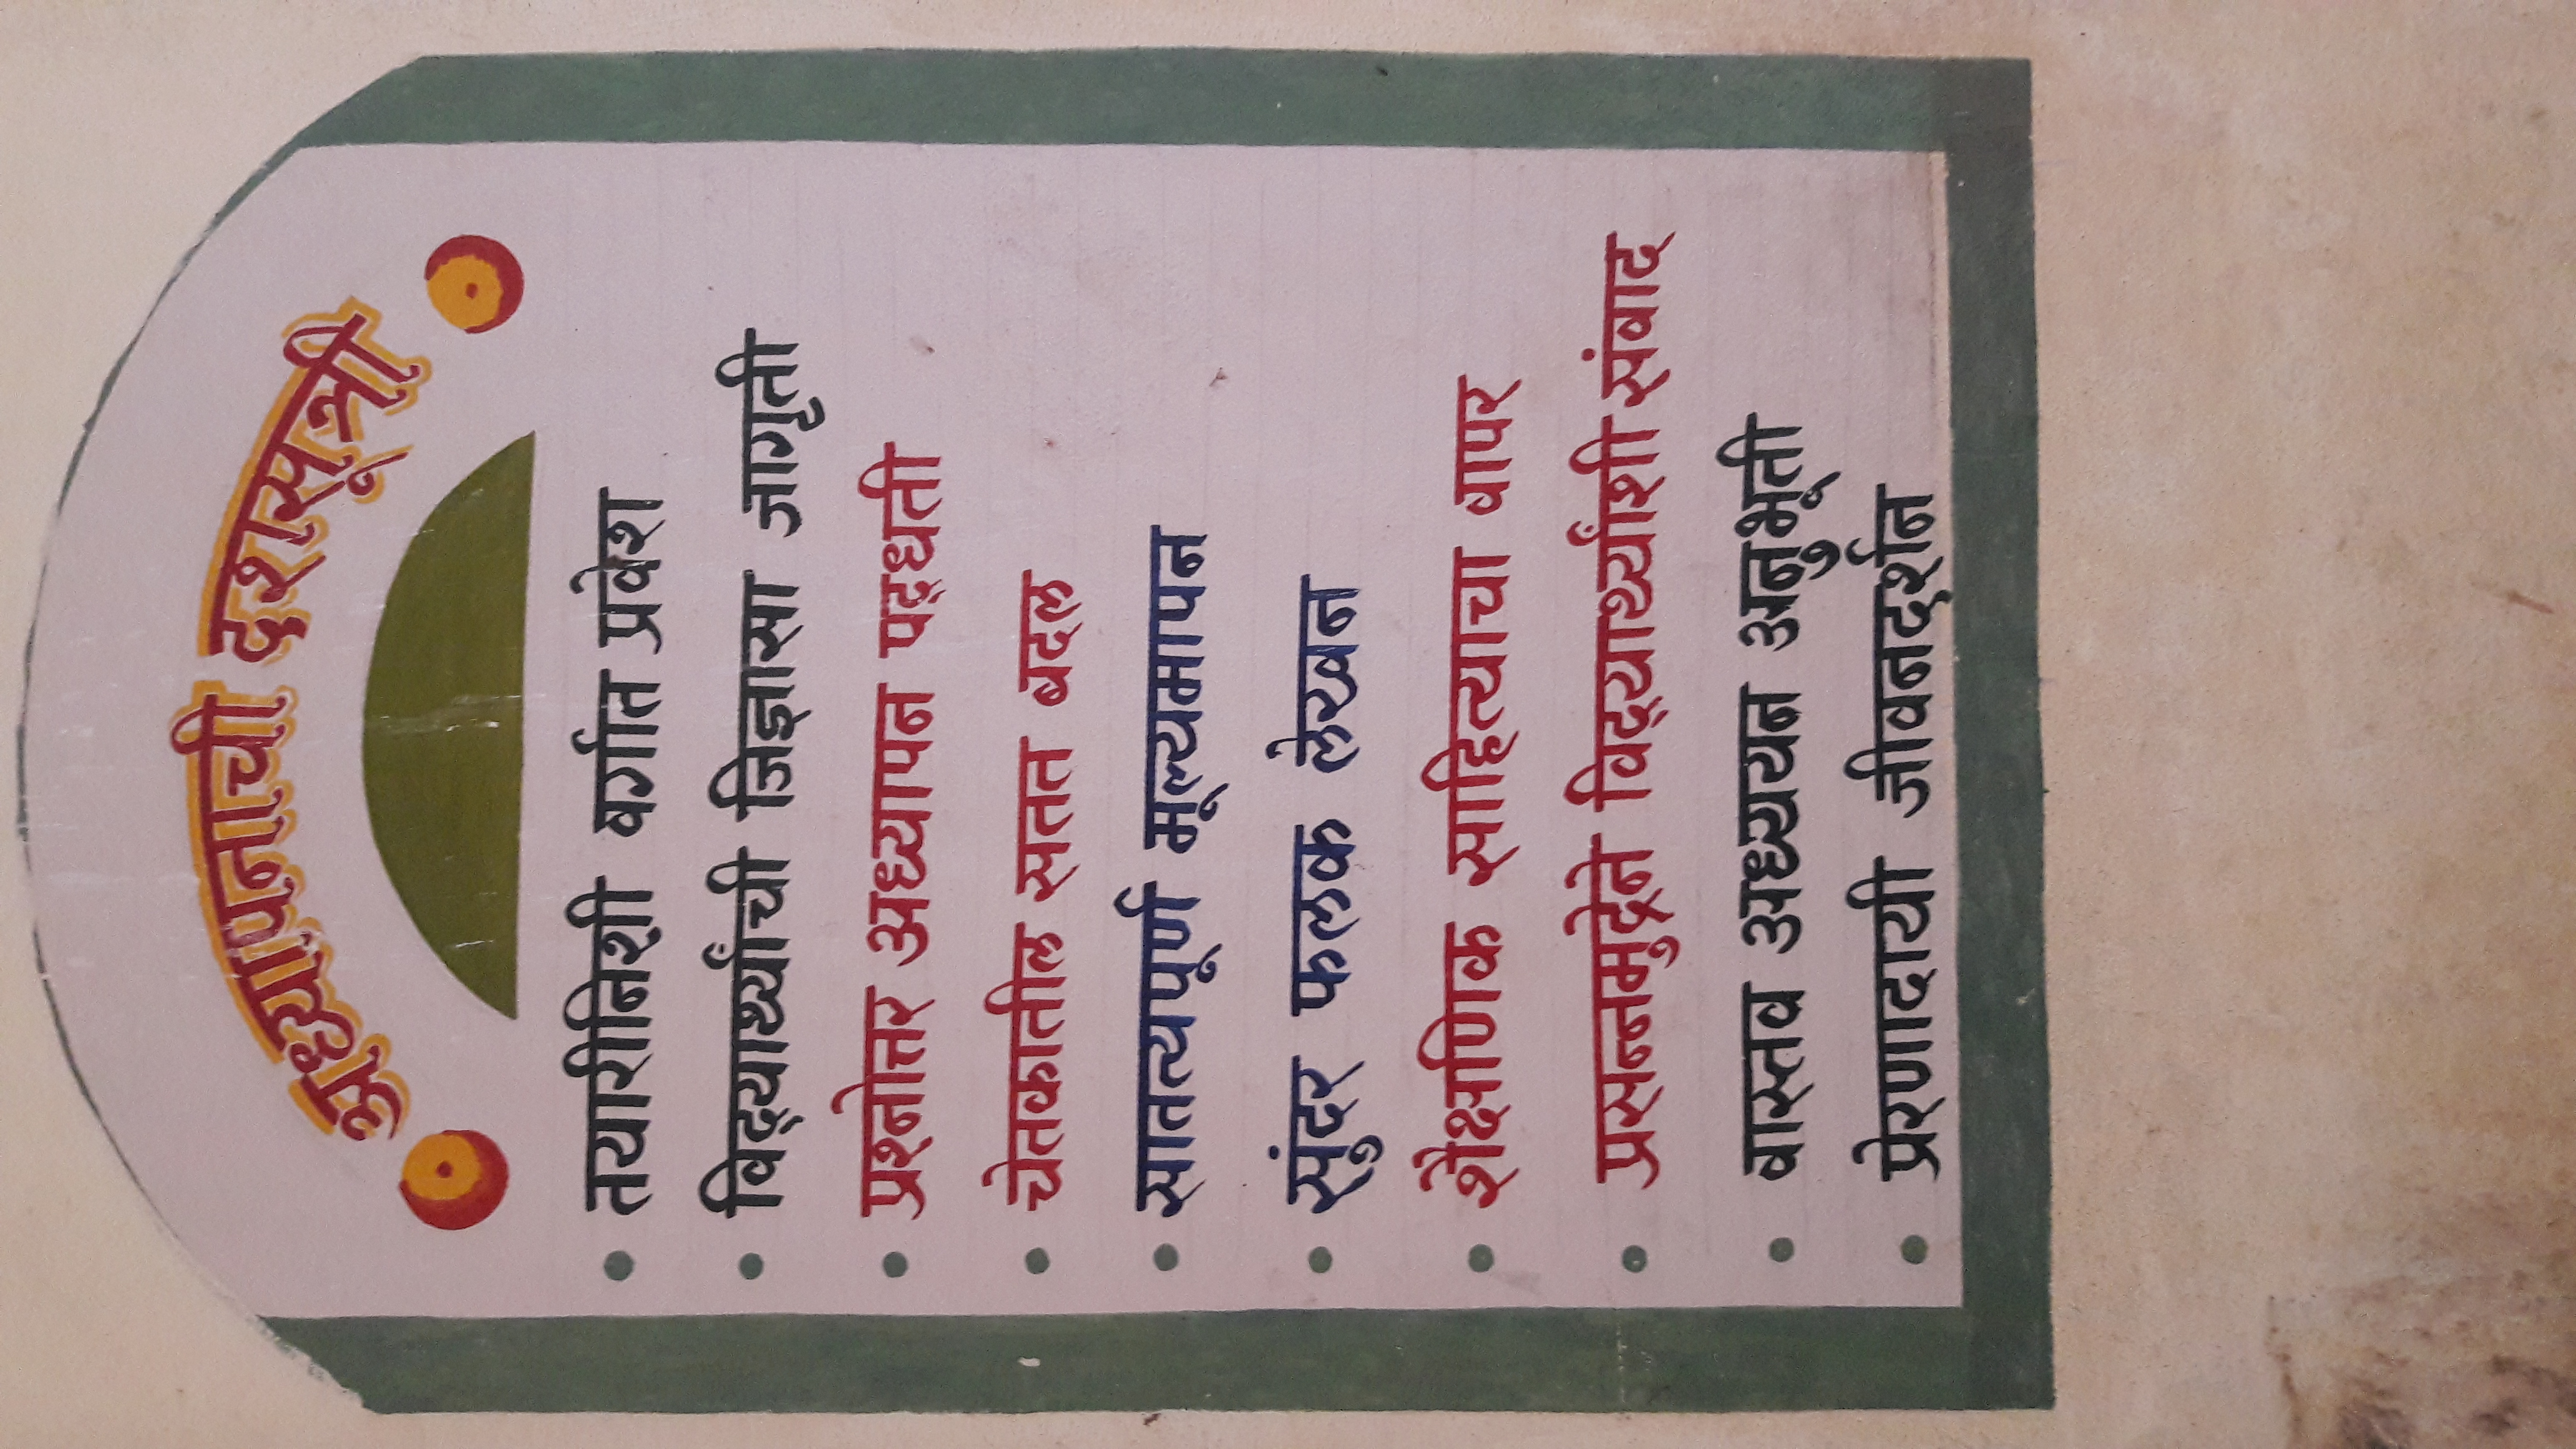 अध्यापनाची दशसूत्री
• तयारीनिशी वर्गात प्रवेश
• विद्‌यार्थ्यांची जिज्ञासा जागृती
• प्रश्नोत्तर अध्यापन पद्‌धती
• चेतकातील सतत बदल
• सातत्यपूर्ण मूल्यमापन
• सुंदर फलक लेखन
• शैक्षणिक साहित्याचा वापर
• प्रसन्नमुद्रेने विद्‌यार्थ्यांशी संवाद
• वास्तव अध्ययन अनुभूती
• प्रेरणादायी जीवनदर्शन